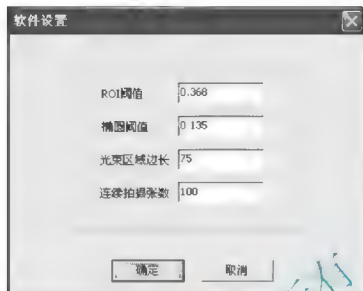 软件设置
ROI阈值 0.368
椭圆阈值 0.135
光束区域边长 75
连续拍摄张数 100
确定 取消